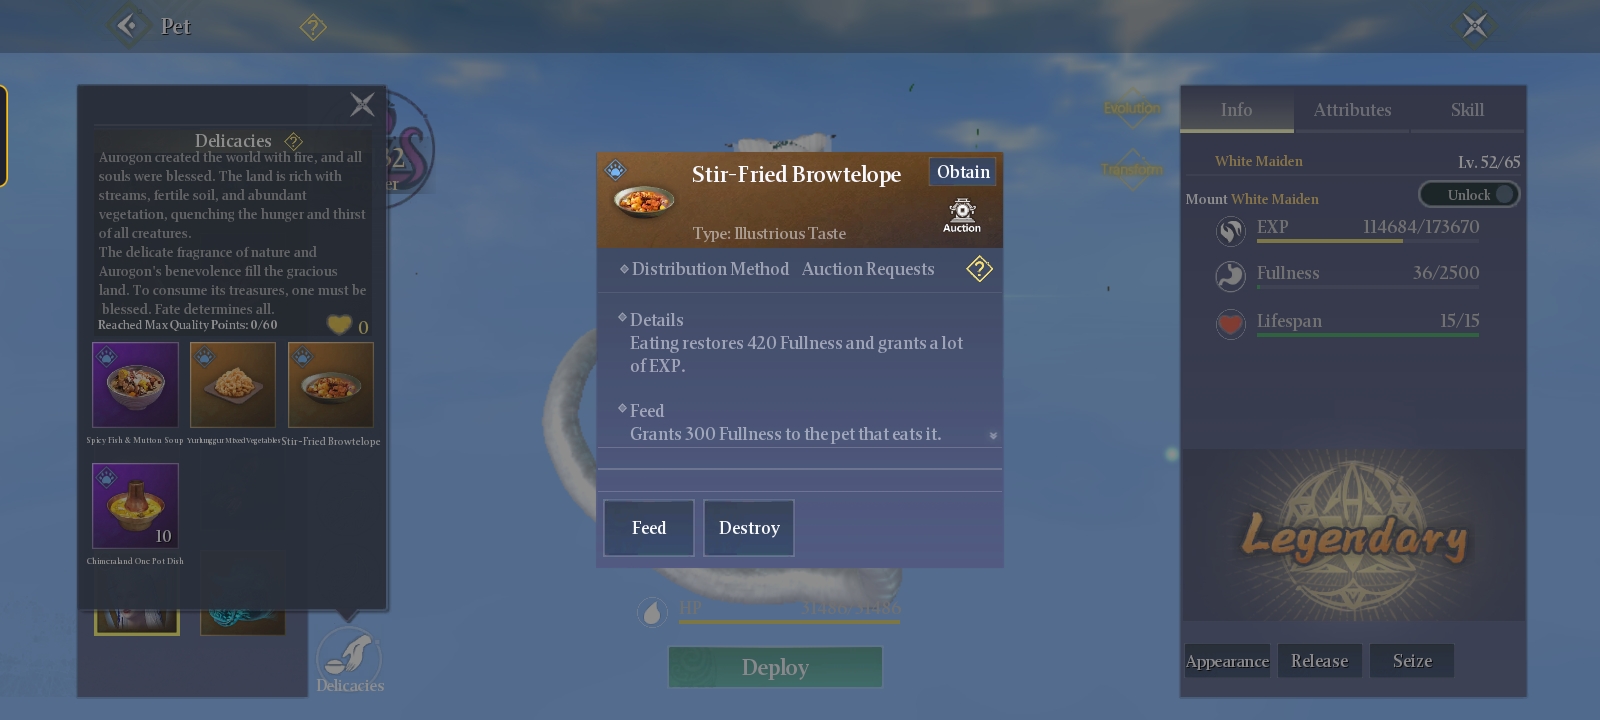 Pet
Delicacies
Aurogon created the world with fire, and all
souls were blessed. The land is rich with
streams, fertile soil, and abundant
vegetation, quenching the hunger and thirst
of all creatures.
The delicate fragrance of nature and
Aurogon's benevolence fill the gracious
land. To consume its treasures, one must be
blessed. Fate determines all.
Reached Max Quality Points: 0/60
0
Spicy Fish & Mutton Soup
Stir-Fried Browtelope
10
Chimeraland One Pot Dish
Delicacies
Stir-Fried Browtelope
Obtain
Type: Illustrious Taste
Auction
Distribution Method Auction Requests
Details
Eating restores 420 Fullness and grants a lot
of EXP.
Feed
Grants 300 Fullness to the pet that eats it.
Feed
Destroy
HP
31486/31486
Deploy
Evolution
Transform
Info
Attributes
Skill
White Maiden
Lv. 52/65
Mount White Maiden
Unlock
EXP
114684/173670
Fullness
36/2500
Lifespan
15/15
Legendary
Appearance
Release
Seize